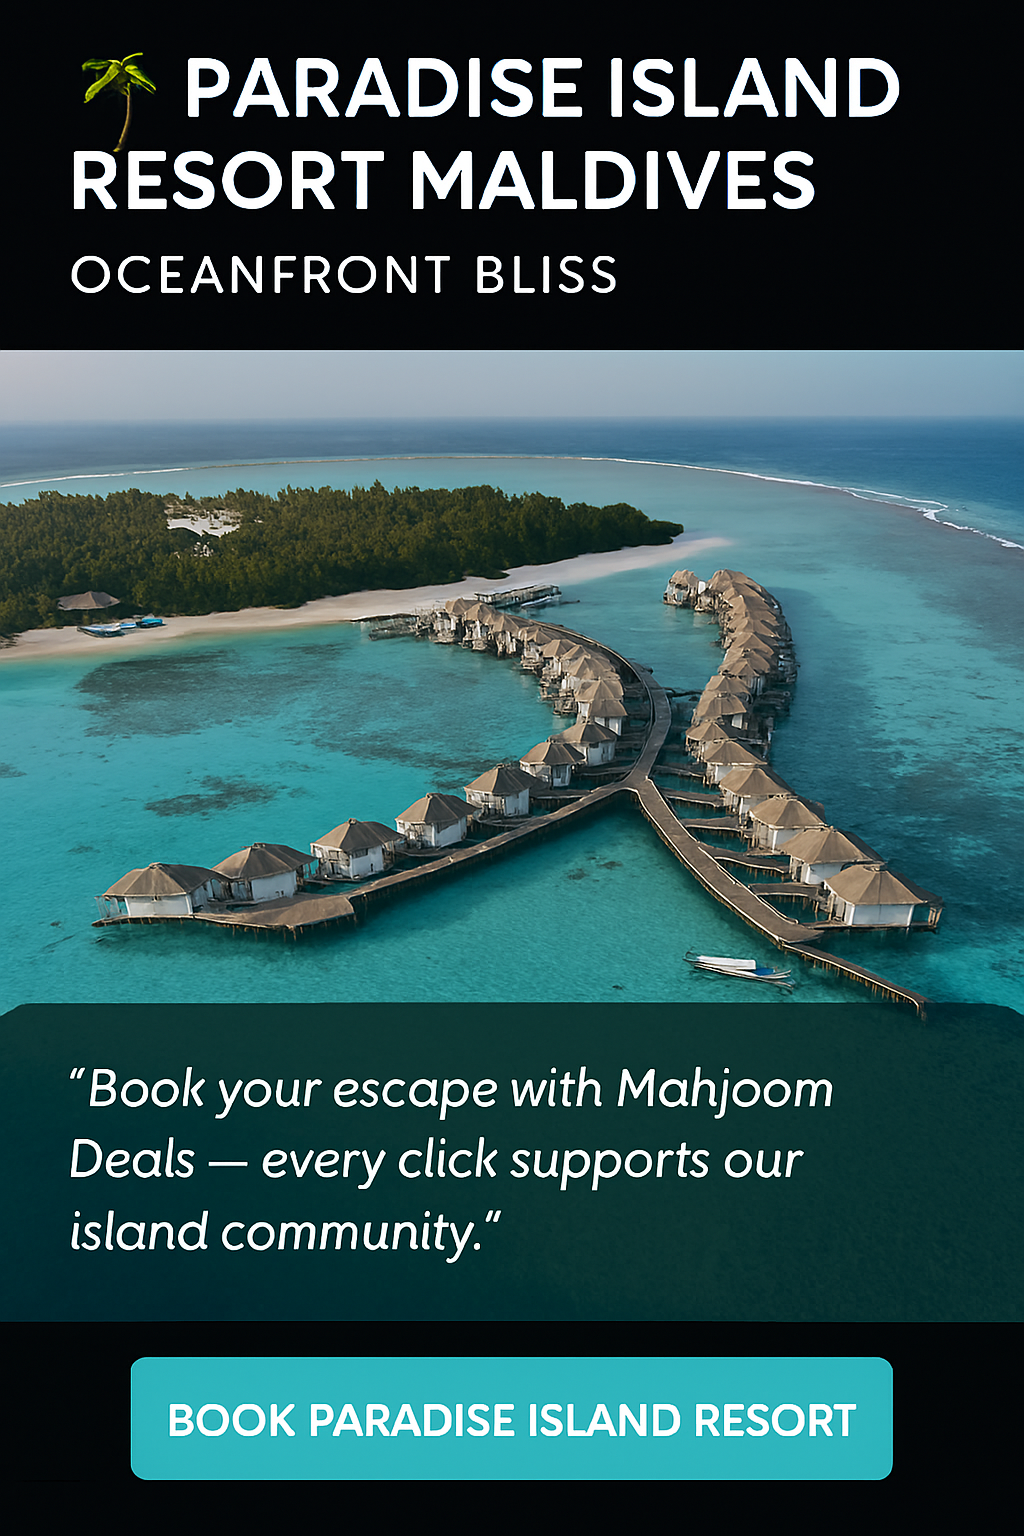 PARADISE ISLAND
RESORT MALDIVES
OCEANFRONT BLISS
“Book your escape with Mahjoom
Deals — every click supports our
island community.“
BOOK PARADISE ISLAND RESORT